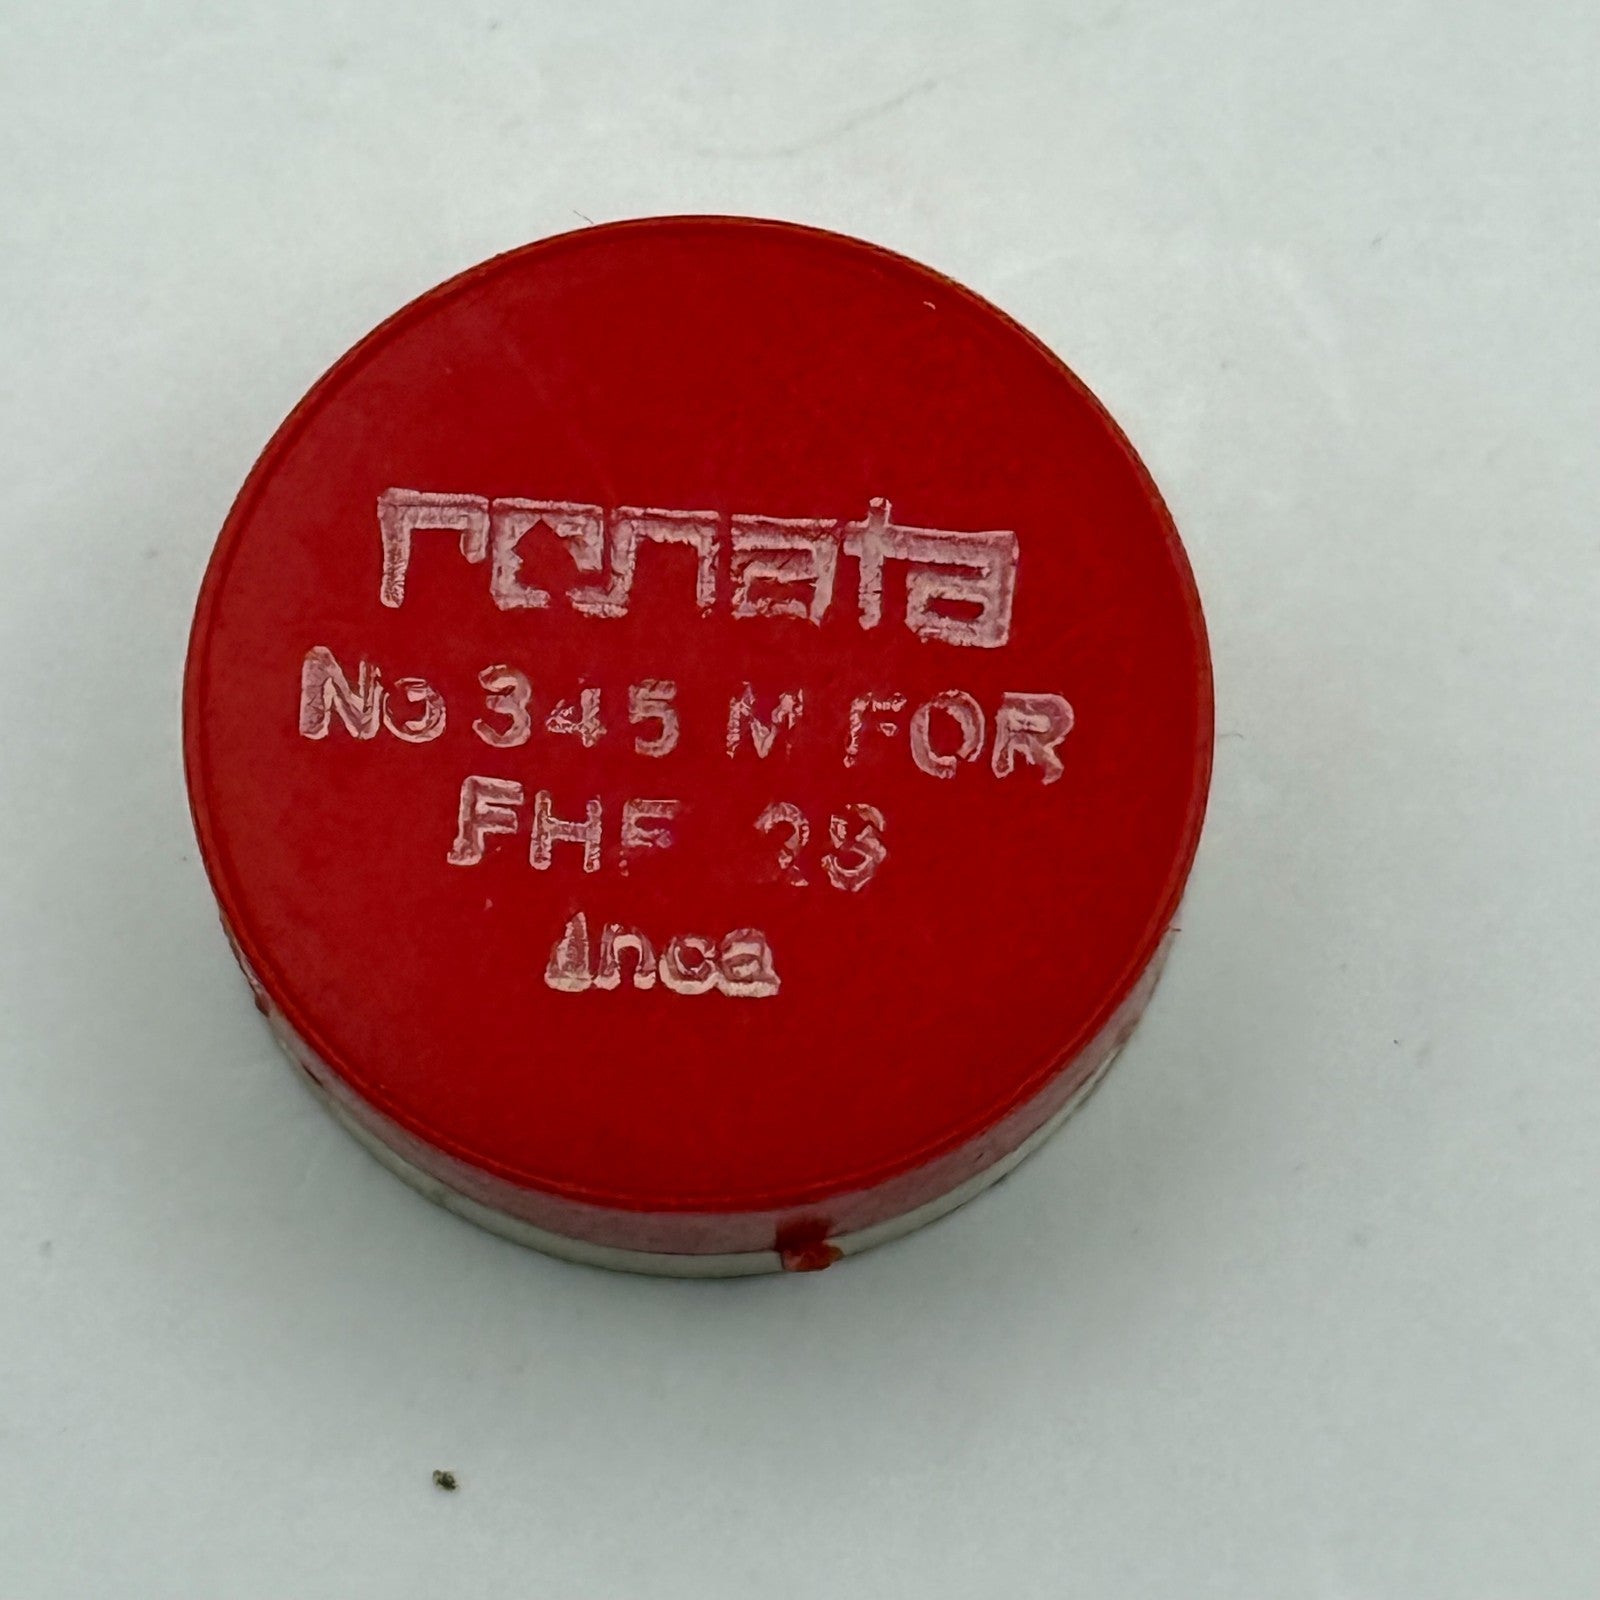 renata
No 345 M FOR
FHF 28
Inca